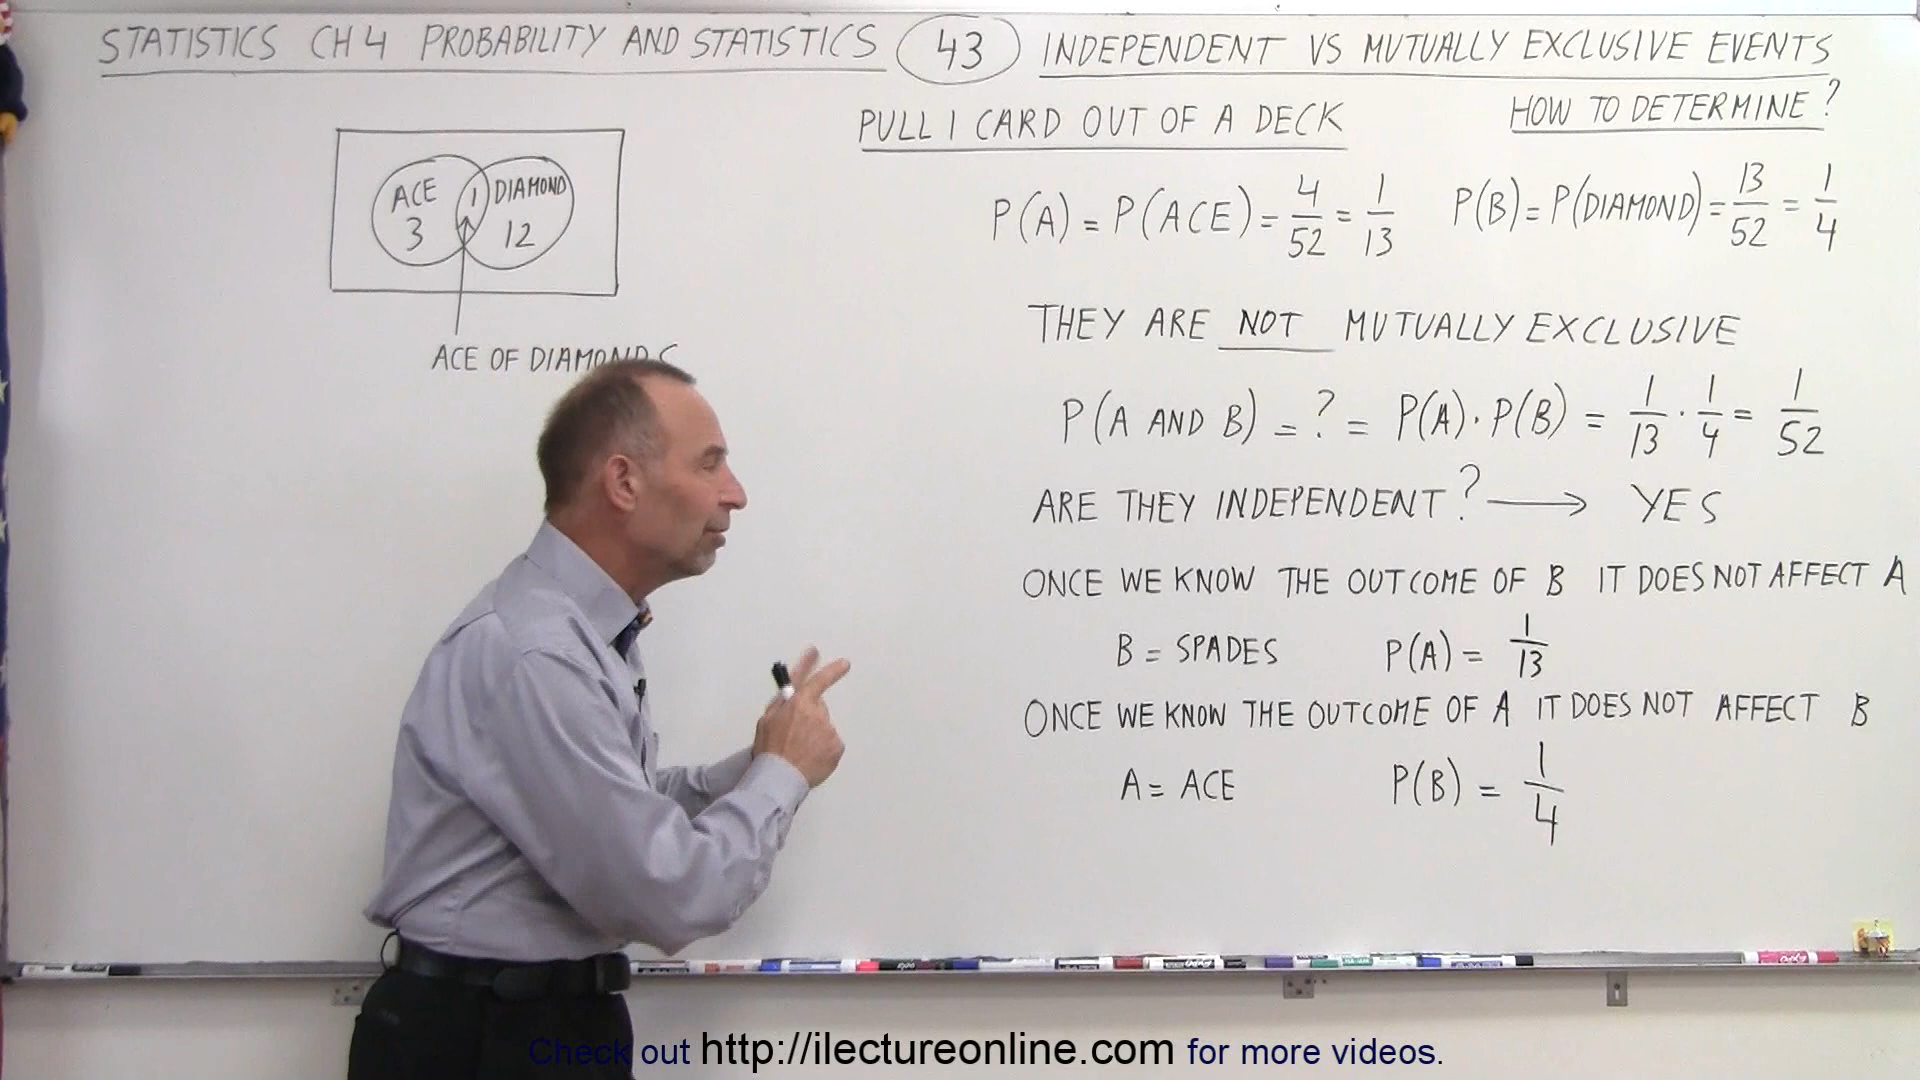 STATISTICS CH 4 PROBABILITY AND STATISTICS 43 INDEPENDENT VS MUTUALLY EXCLUSIVE EVENTS
PULL 1 CARD OUT OF A DECK
HOW TO DETERMINE?
ACE 1 DIAMOND
3 12
ACE OF DIAMONDS
P(A) = P(ACE) = 4/52 = 1/13
P(B) = P(DIAMOND) = 13/52 = 1/4
THEY ARE NOT MUTUALLY EXCLUSIVE
P(A AND B) = ? = P(A) · P(B) = 1/13 · 1/4 = 1/52
ARE THEY INDEPENDENT? → YES
ONCE WE KNOW THE OUTCOME OF B IT DOES NOT AFFECT A
B = SPADES P(A) = 1/13
ONCE WE KNOW THE OUTCOME OF A IT DOES NOT AFFECT B
A = ACE P(B) = 1/4
Check out http://ilectureonline.com for more videos.